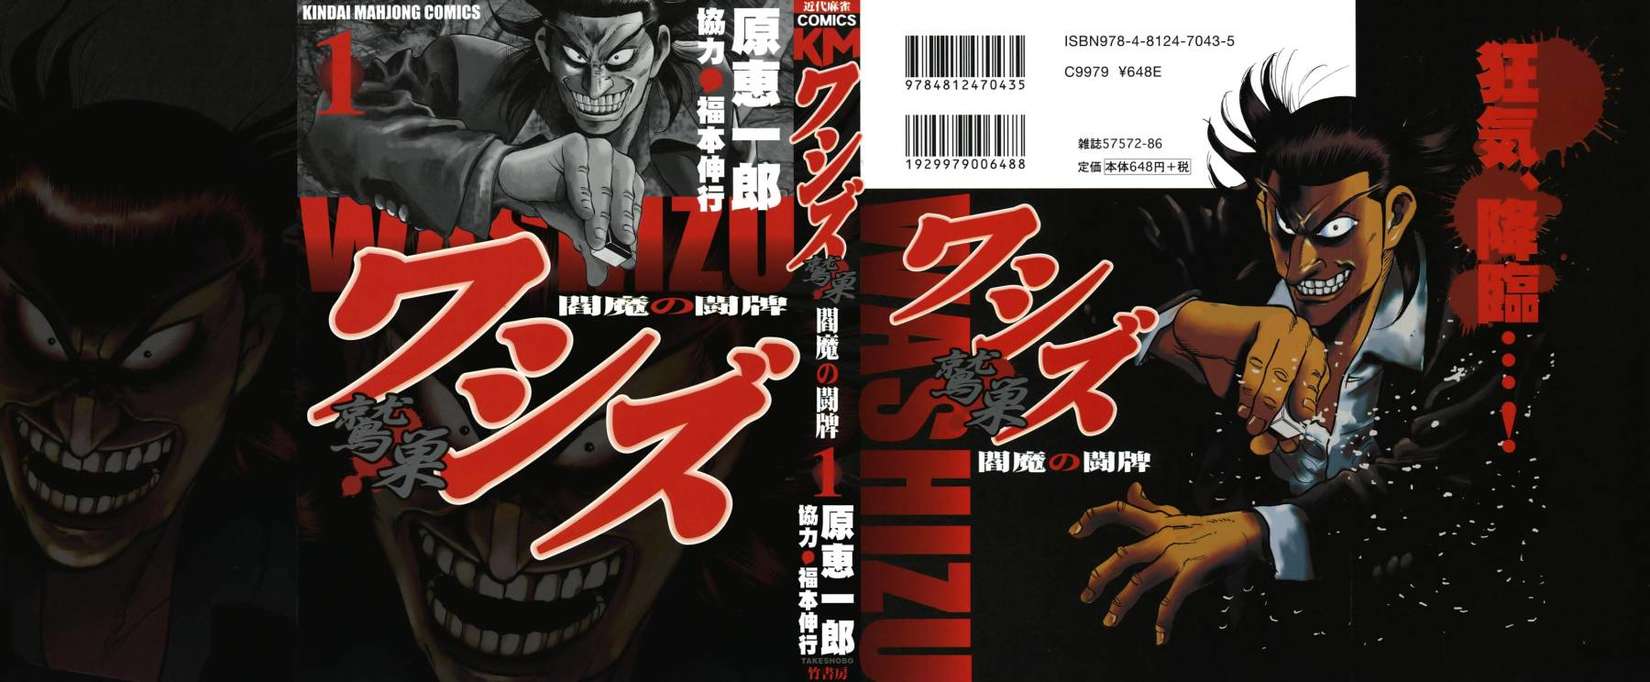 KINDAI MAHJONG COMICS
1
原恵一郎
協力●福本伸行
WASHIZU
ワシズ
鷲巣
閻魔の闘牌
近代麻雀
COMICS
KM
ワシズ
鷲巣
閻魔の闘牌
1
原恵一郎
協力●福本伸行
TAKESHOBO
竹書房
9784812470435
1929979006488
ISBN978-4-8124-7043-5
C9979 ¥648E
雑誌57572-86
定価 本体648円+税
WASHIZU
ワシズ
鷲巣
閻魔の闘牌
狂気、降臨…!